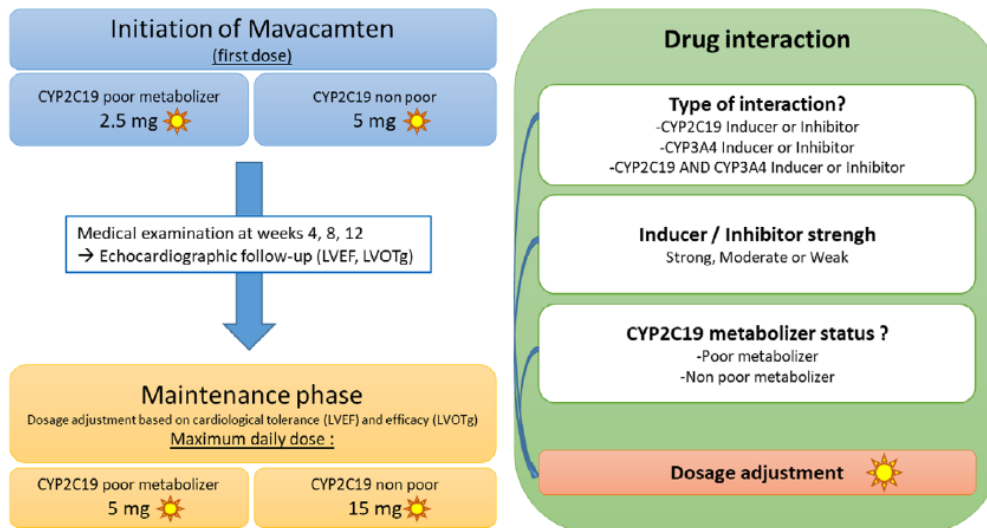 Initiation of Mavacamten
(first dose)
CYP2C19 poor metabolizer
2.5 mg
CYP2C19 non poor
5 mg
Medical examination at weeks 4, 8, 12
→ Echocardiographic follow-up (LVEF, LVOTg)
Maintenance phase
Dosage adjustment based on cardiological tolerance (LVEF) and efficacy (LVOTg)
Maximum daily dose :
CYP2C19 poor metabolizer
5 mg
CYP2C19 non poor
15 mg
Drug interaction
Type of interaction?
-CYP2C19 Inducer or Inhibitor
-CYP3A4 Inducer or Inhibitor
-CYP2C19 AND CYP3A4 Inducer or Inhibitor
Inducer / Inhibitor strengh
Strong, Moderate or Weak
CYP2C19 metabolizer status ?
-Poor metabolizer
-Non poor metabolizer
Dosage adjustment